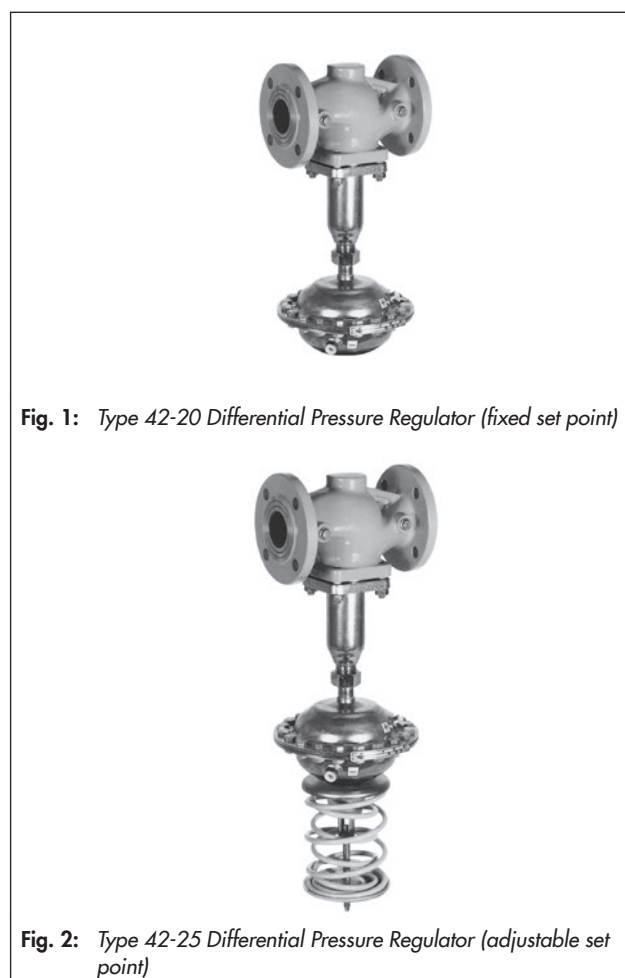 Fig. 1: Type 42-20 Differential Pressure Regulator (fixed set point)
Fig. 2: Type 42-25 Differential Pressure Regulator (adjustable set
point)